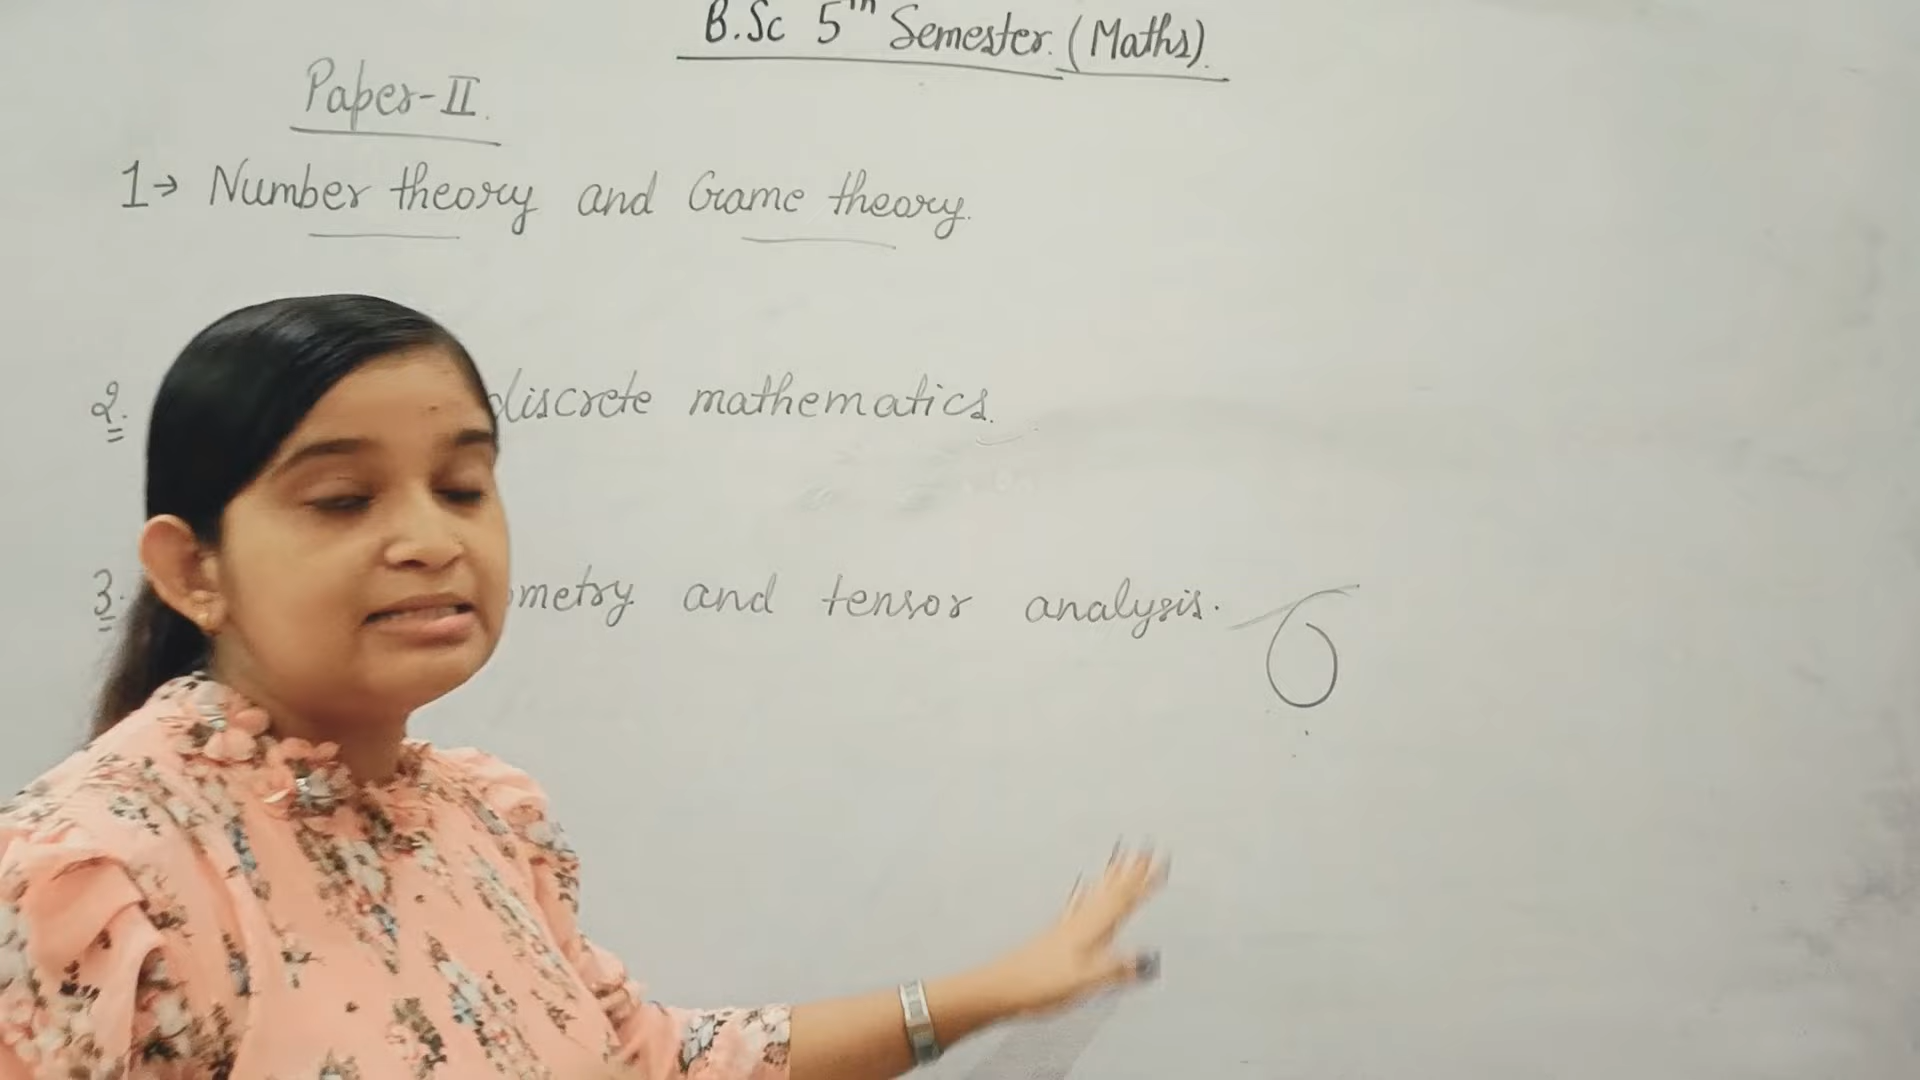 B.Sc 5th Semester. (Maths).
Paper-II.
1→ Number theory and Game theory.
2. discrete mathematics.
3. and tensor analysis.